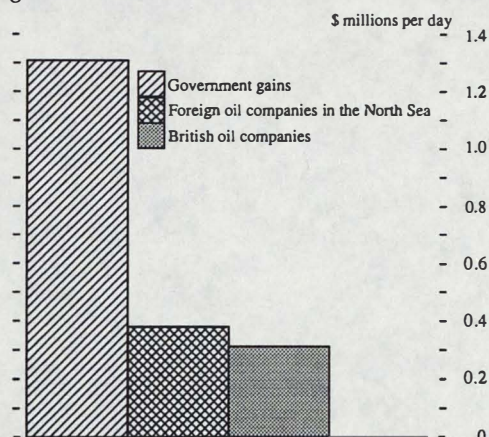 $ millions per day
1.4
Government gains
1.2
Foreign oil companies in the North Sea
British oil companies
1.0
0.8
0.6
0.4
0.2
0